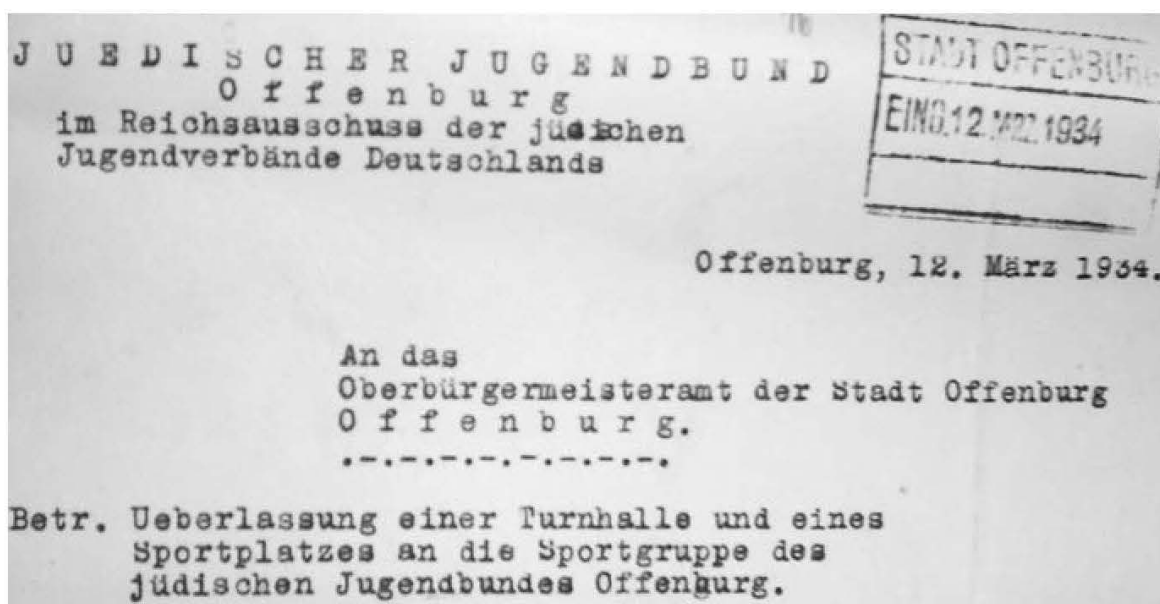 JUEDISCHER JUGENDBUND
Offenburg
im Reichsausschuss der jüdischen
Jugendverbände Deutschlands
STADT OFFENBURG
EING. 12. MRZ. 1934
Offenburg, 12. März 1934.
An das
Oberbürgermeisteramt der Stadt Offenburg
Offenburg.
.-.-.-.-.-.-.-.-.
Betr. Ueberlassung einer Turnhalle und eines
Sportplatzes an die Sportgruppe des
jüdischen Jugendbundes Offenburg.